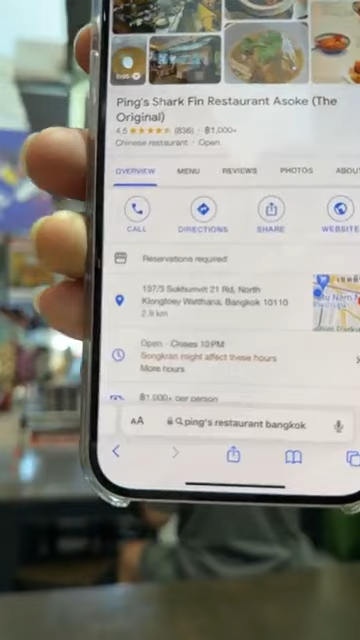 Ping's Shark Fin Restaurant Asoke (The
Original)
4.5 (836) · ฿1,000+
Chinese restaurant · Open
OVERVIEW MENU REVIEWS PHOTOS ABOU
CALL DIRECTIONS SHARE WEBSITE
Reservations required
137/3 Sukhumvit 21 Rd, North
Klongtoey Watthana, Bangkok 10110
2.9 km
Open · Closes 10 PM
Songkran might affect these hours
More hours
฿1,000+ per person
AA ping's restaurant bangkok